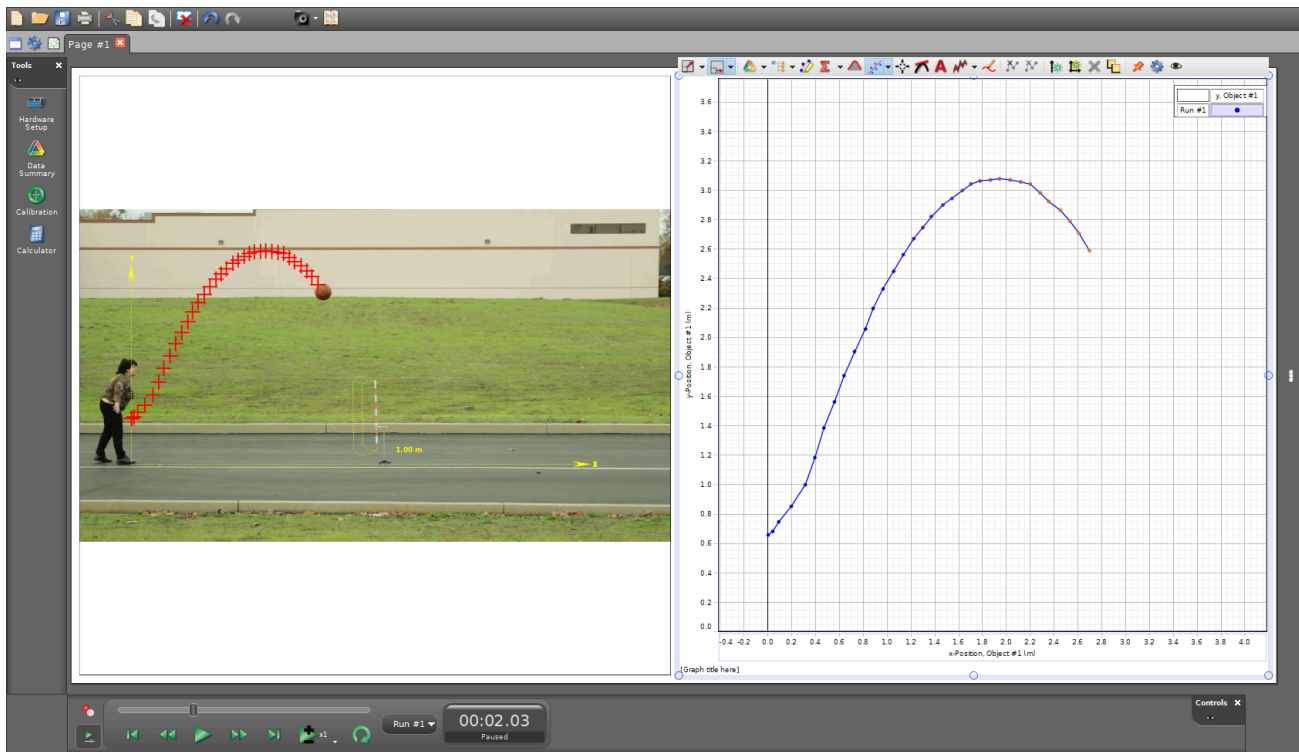 Page #1
Tools
Hardware
Setup
Data
Summary
Calibration
Calculator
Y
1.00 m
X
y, Object #1
Run #1
3.6
3.4
3.2
3.0
2.8
2.6
2.4
2.2
2.0
1.8
1.6
1.4
1.2
1.0
0.8
0.6
0.4
0.2
0.0
y-Position, Object #1 (m)
-0.4 -0.2 0.0 0.2 0.4 0.6 0.8 1.0 1.2 1.4 1.6 1.8 2.0 2.2 2.4 2.6 2.8 3.0 3.2 3.4 3.6 3.8 4.0
x-Position, Object #1 (m)
[Graph title here]
x1
Run #1
00:02.03
Paused
Controls